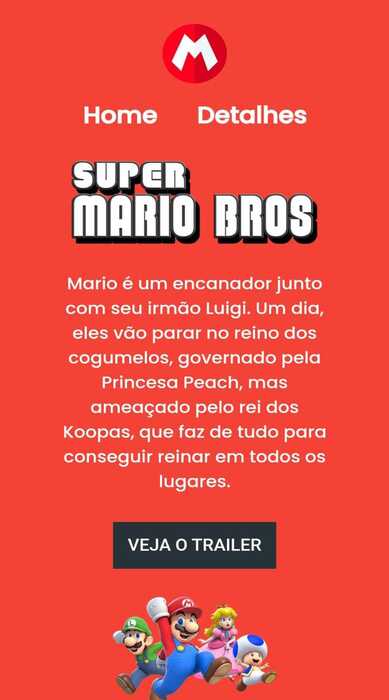 M
Home Detalhes
SUPER
MARIO BROS
Mario é um encanador junto
com seu irmão Luigi. Um dia,
eles vão parar no reino dos
cogumelos, governado pela
Princesa Peach, mas
ameaçado pelo rei dos
Koopas, que faz de tudo para
conseguir reinar em todos os
lugares.
VEJA O TRAILER